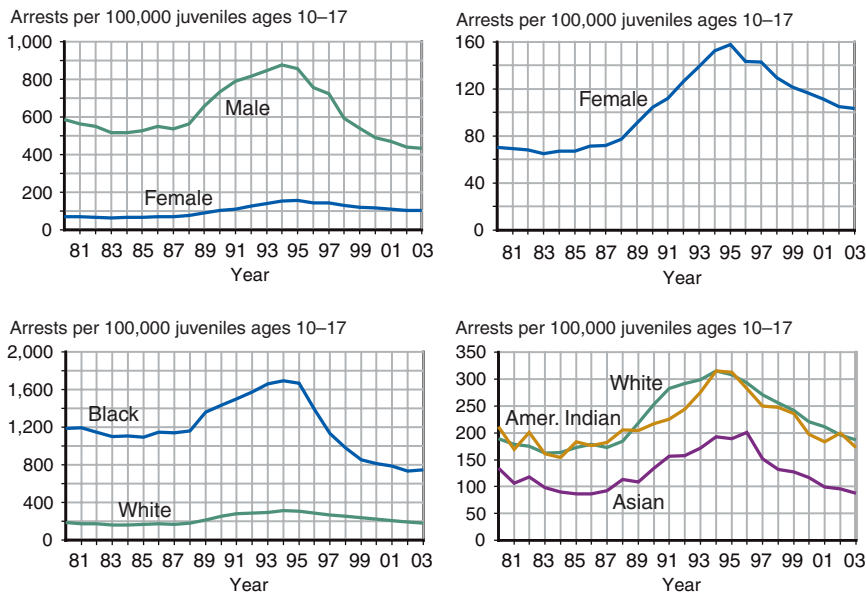 Arrests per 100,000 juveniles ages 10–17
1,000
800
600
400
200
0
Male
Female
81 83 85 87 89 91 93 95 97 99 01 03
Year
Arrests per 100,000 juveniles ages 10–17
160
120
80
40
0
Female
81 83 85 87 89 91 93 95 97 99 01 03
Year
Arrests per 100,000 juveniles ages 10–17
2,000
1,600
1,200
800
400
0
Black
White
81 83 85 87 89 91 93 95 97 99 01 03
Year
Arrests per 100,000 juveniles ages 10–17
350
300
250
200
150
100
50
0
White
Amer. Indian
Asian
81 83 85 87 89 91 93 95 97 99 01 03
Year